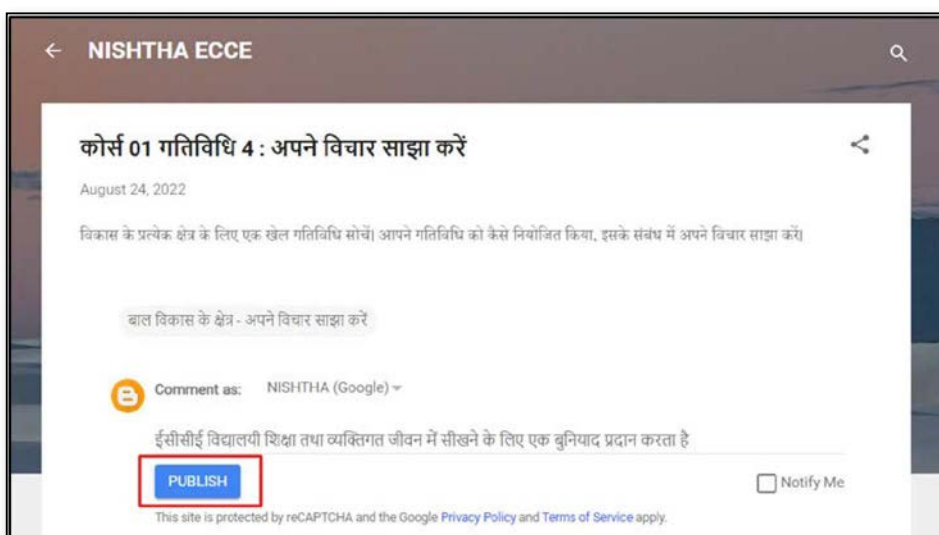 NISHTHA ECCE
कोर्स 01 गतिविधि 4 : अपने विचार साझा करें
August 24, 2022
विकास के प्रत्येक क्षेत्र के लिए एक खेल गतिविधि सोचें। आपने गतिविधि को कैसे नियोजित किया, इसके संबंध में अपने विचार साझा करें।
बाल विकास के क्षेत्र - अपने विचार साझा करें
Comment as: NISHTHA (Google)
ईसीसीई विद्यालयी शिक्षा तथा व्यक्तिगत जीवन में सीखने के लिए एक बुनियाद प्रदान करता है
PUBLISH Notify Me
This site is protected by reCAPTCHA and the Google Privacy Policy and Terms of Service apply.